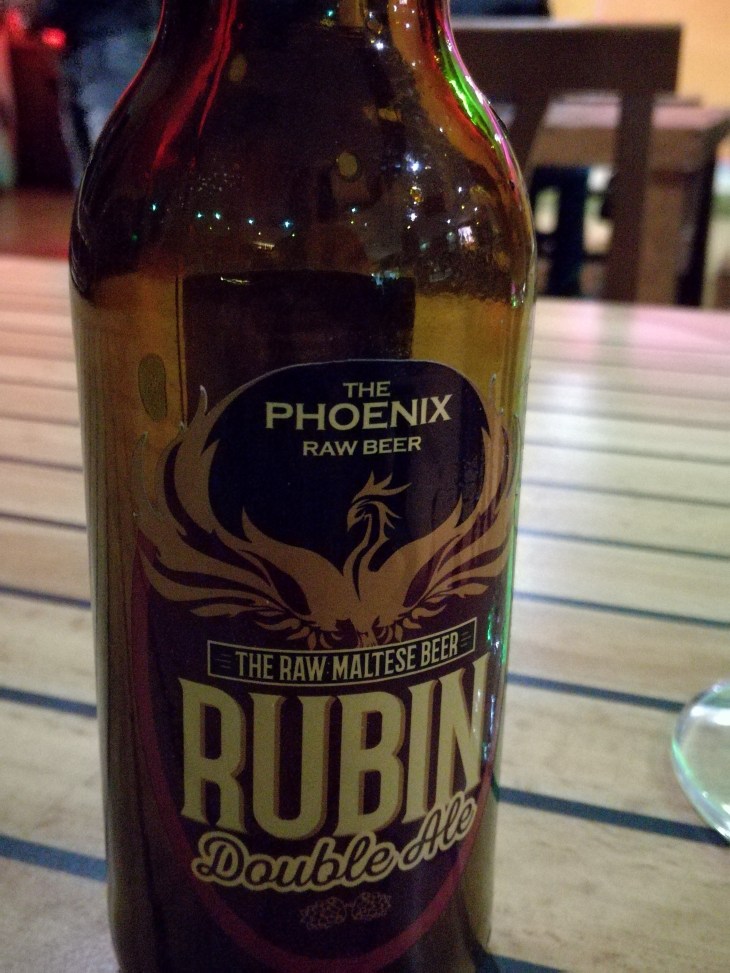 THE
PHOENIX
RAW BEER
THE RAW MALTESE BEER
RUBIN
Double Ale